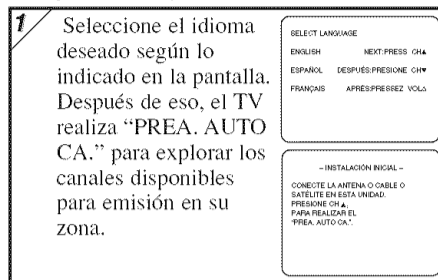 1
Seleccione el idioma
deseado según lo
indicado en la pantalla.
Después de eso, el TV
realiza “PREA. AUTO
CA.” para explorar los
canales disponibles
para emisión en su
zona.
SELECT LANGUAGE
ENGLISH NEXT:PRESS CH▲
ESPAÑOL DESPUÉS:PRESIONE CH▼
FRANÇAIS APRÈS:PRESSEZ VOL△
– INSTALACIÓN INICIAL –
CONECTE LA ANTENA O CABLE O
SATÉLITE EN ESTA UNIDAD.
PRESIONE CH ▲,
PARA REALIZAR EL
“PREA. AUTO CA.”.